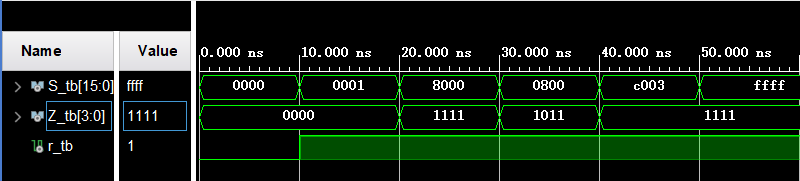 Name Value 0.000 ns 10.000 ns 20.000 ns 30.000 ns 40.000 ns 50.000 ns
S_tb[15:0] ffff 0000 0001 8000 0800 c003 ffff
Z_tb[3:0] 1111 0000 1111 1011 1111
r_tb 1